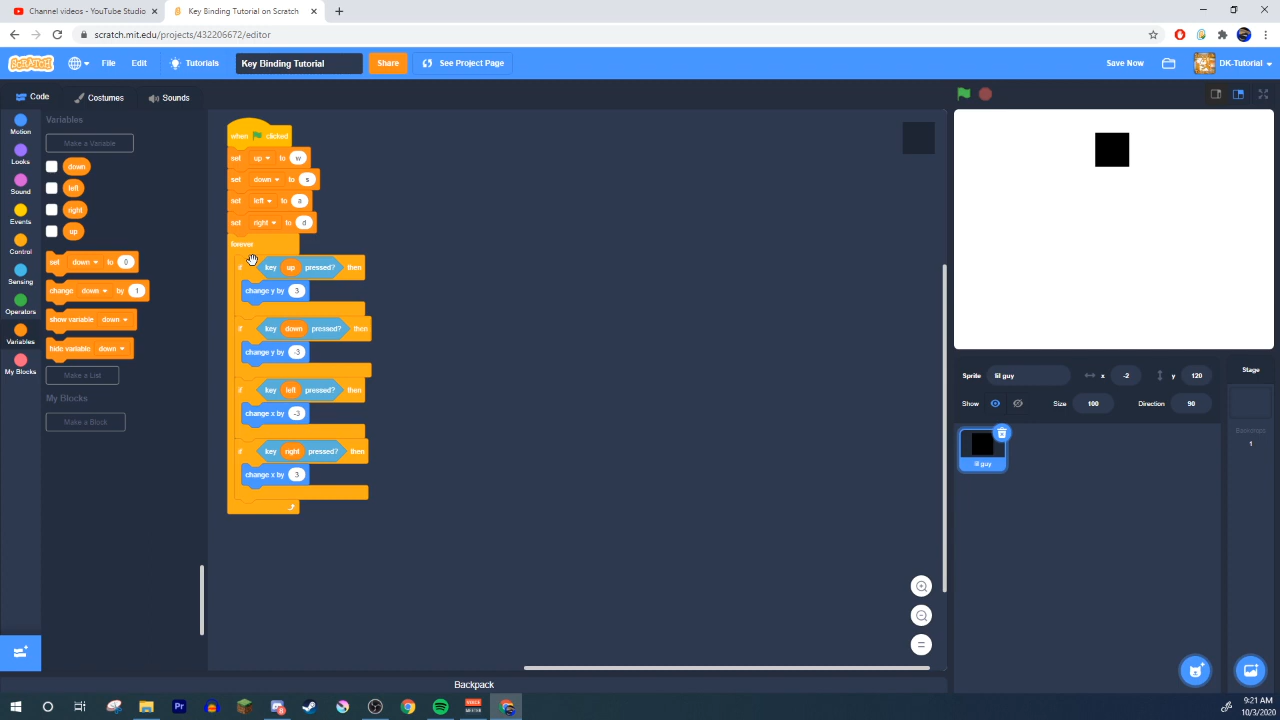 Channel videos - YouTube Studio
Key Binding Tutorial on Scratch
scratch.mit.edu/projects/432206672/editor
SCRATCH File Edit Tutorials Key Binding Tutorial Share See Project Page Save Now DK-Tutorial
Code Costumes Sounds
Motion
Looks
Sound
Events
Control
Sensing
Operators
Variables
My Blocks
Variables
Make a Variable
down
left
right
up
set down to 0
change down by 1
show variable down
hide variable down
Make a List
My Blocks
Make a Block
when clicked
set up to w
set down to s
set left to a
set right to d
forever
if key up pressed? then
change y by 3
if key down pressed? then
change y by -3
if key left pressed? then
change x by -3
if key right pressed? then
change x by 3
Sprite lil guy x -2 y 120
Show Size 100 Direction 90
lil guy
Stage
Backdrops
1
Backpack
Pr
9:21 AM
10/3/2020